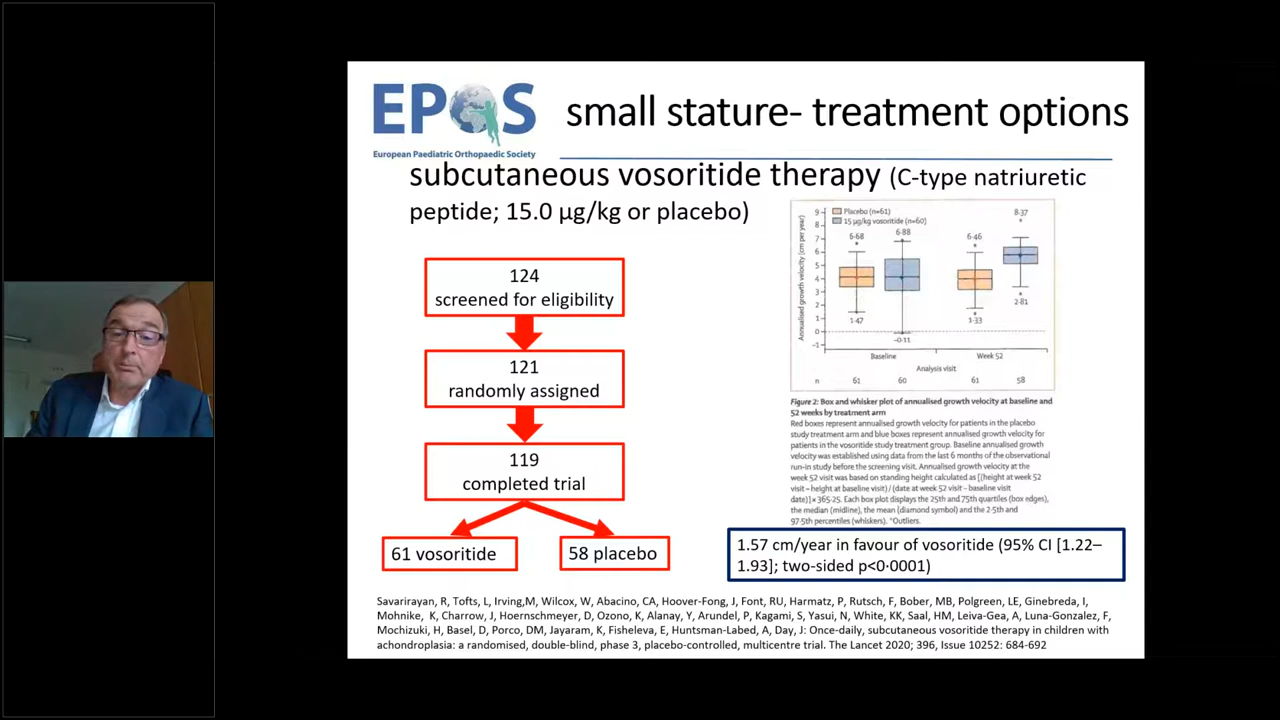 EPOS
European Paediatric Orthopaedic Society
small stature- treatment options
subcutaneous vosoritide therapy (C-type natriuretic
peptide; 15.0 µg/kg or placebo)
124
screened for eligibility
121
randomly assigned
119
completed trial
61 vosoritide
58 placebo
Placebo (n=61)
15 µg/kg vosoritide (n=60)
Annualised growth velocity (cm per year)
9
8
7
6
5
4
3
2
1
0
-1
6·68
6·88
6·46
8·37
1·47
-0·11
1·33
2·81
Baseline
Week 52
Analysis visit
n
61
60
61
58
Figure 2: Box and whisker plot of annualised growth velocity at baseline and
52 weeks by treatment arm
Red boxes represent annualised growth velocity for patients in the placebo
study treatment arm and blue boxes represent annualised growth velocity for
patients in the vosoritide study treatment group. Baseline annualised growth
velocity was established using data from the last 6 months of the observational
run-in study before the screening visit. Annualised growth velocity at the
week 52 visit was based on standing height calculated as [(height at week 52
visit–height at baseline visit)/(date at week 52 visit–baseline visit
date)]×365·25. Each box plot displays the 25th and 75th quartiles (box edges),
the median (midline), the mean (diamond symbol) and the 2·5th and
97·5th percentiles (whiskers). *Outliers.
1.57 cm/year in favour of vosoritide (95% CI [1.22–
1.93]; two-sided p<0·0001)
Savarirayan, R, Tofts, L, Irving,M, Wilcox, W, Abacino, CA, Hoover-Fong, J, Font, RU, Harmatz, P, Rutsch, F, Bober, MB, Polgreen, LE, Ginebreda, I,
Mohnike, K, Charrow, J, Hoernschmeyer, D, Ozono, K, Alanay, Y, Arundel, P, Kagami, S, Yasui, N, White, KK, Saal, HM, Leiva-Gea, A, Luna-Gonzalez, F,
Mochizuki, H, Basel, D, Porco, DM, Jayaram, K, Fisheleva, E, Huntsman-Labed, A, Day, J: Once-daily, subcutaneous vosoritide therapy in children with
achondroplasia: a randomised, double-blind, phase 3, placebo-controlled, multicentre trial. The Lancet 2020; 396, Issue 10252: 684-692